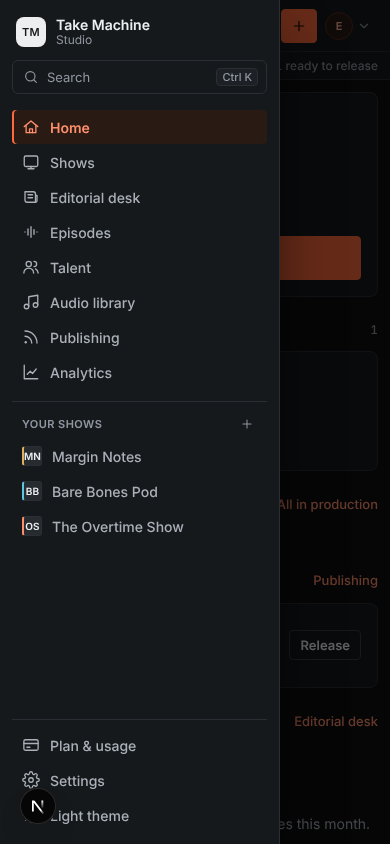 TM
Take Machine
Studio
Search
Ctrl K
E
ready to release
Home
Shows
Editorial desk
Episodes
Talent
Audio library
Publishing
Analytics
1
YOUR SHOWS
MN
Margin Notes
BB
Bare Bones Pod
OS
The Overtime Show
All in production
Publishing
Release
Editorial desk
Plan & usage
Settings
N
Light theme
this month.